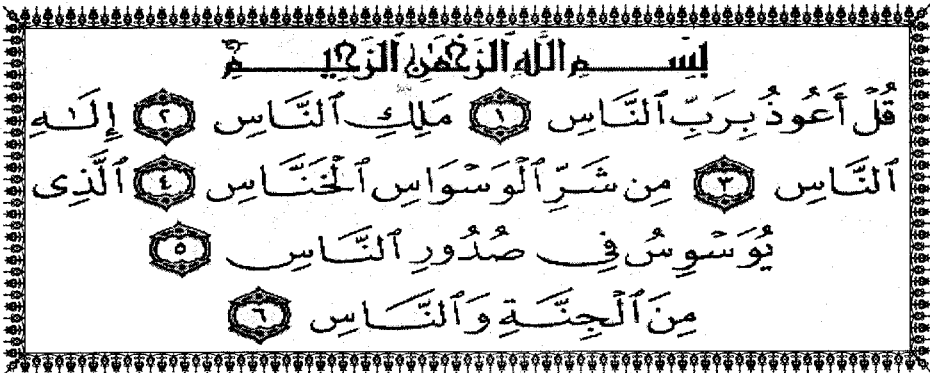 بِسْمِ ٱللَّهِ ٱلرَّحْمَٰنِ ٱلرَّحِيمِ
قُلْ أَعُوذُ بِرَبِّ ٱلنَّاسِ ١ مَلِكِ ٱلنَّاسِ ٢ إِلَٰهِ
ٱلنَّاسِ ٣ مِن شَرِّ ٱلْوَسْوَاسِ ٱلْخَنَّاسِ ٤ ٱلَّذِى
يُوَسْوِسُ فِى صُدُورِ ٱلنَّاسِ ٥
مِنَ ٱلْجِنَّةِ وَٱلنَّاسِ ٦